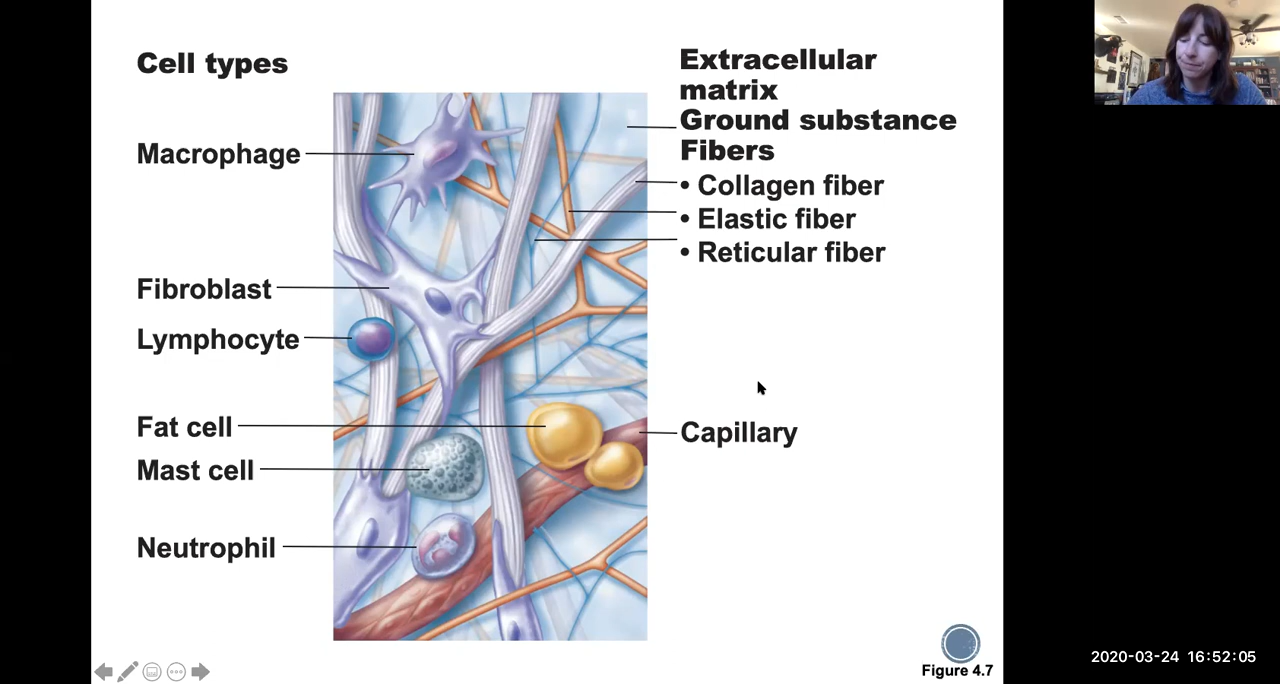 Cell types
Macrophage
Fibroblast
Lymphocyte
Fat cell
Mast cell
Neutrophil
Extracellular
matrix
Ground substance
Fibers
• Collagen fiber
• Elastic fiber
• Reticular fiber
Capillary
Figure 4.7
2020-03-24 16:52:05